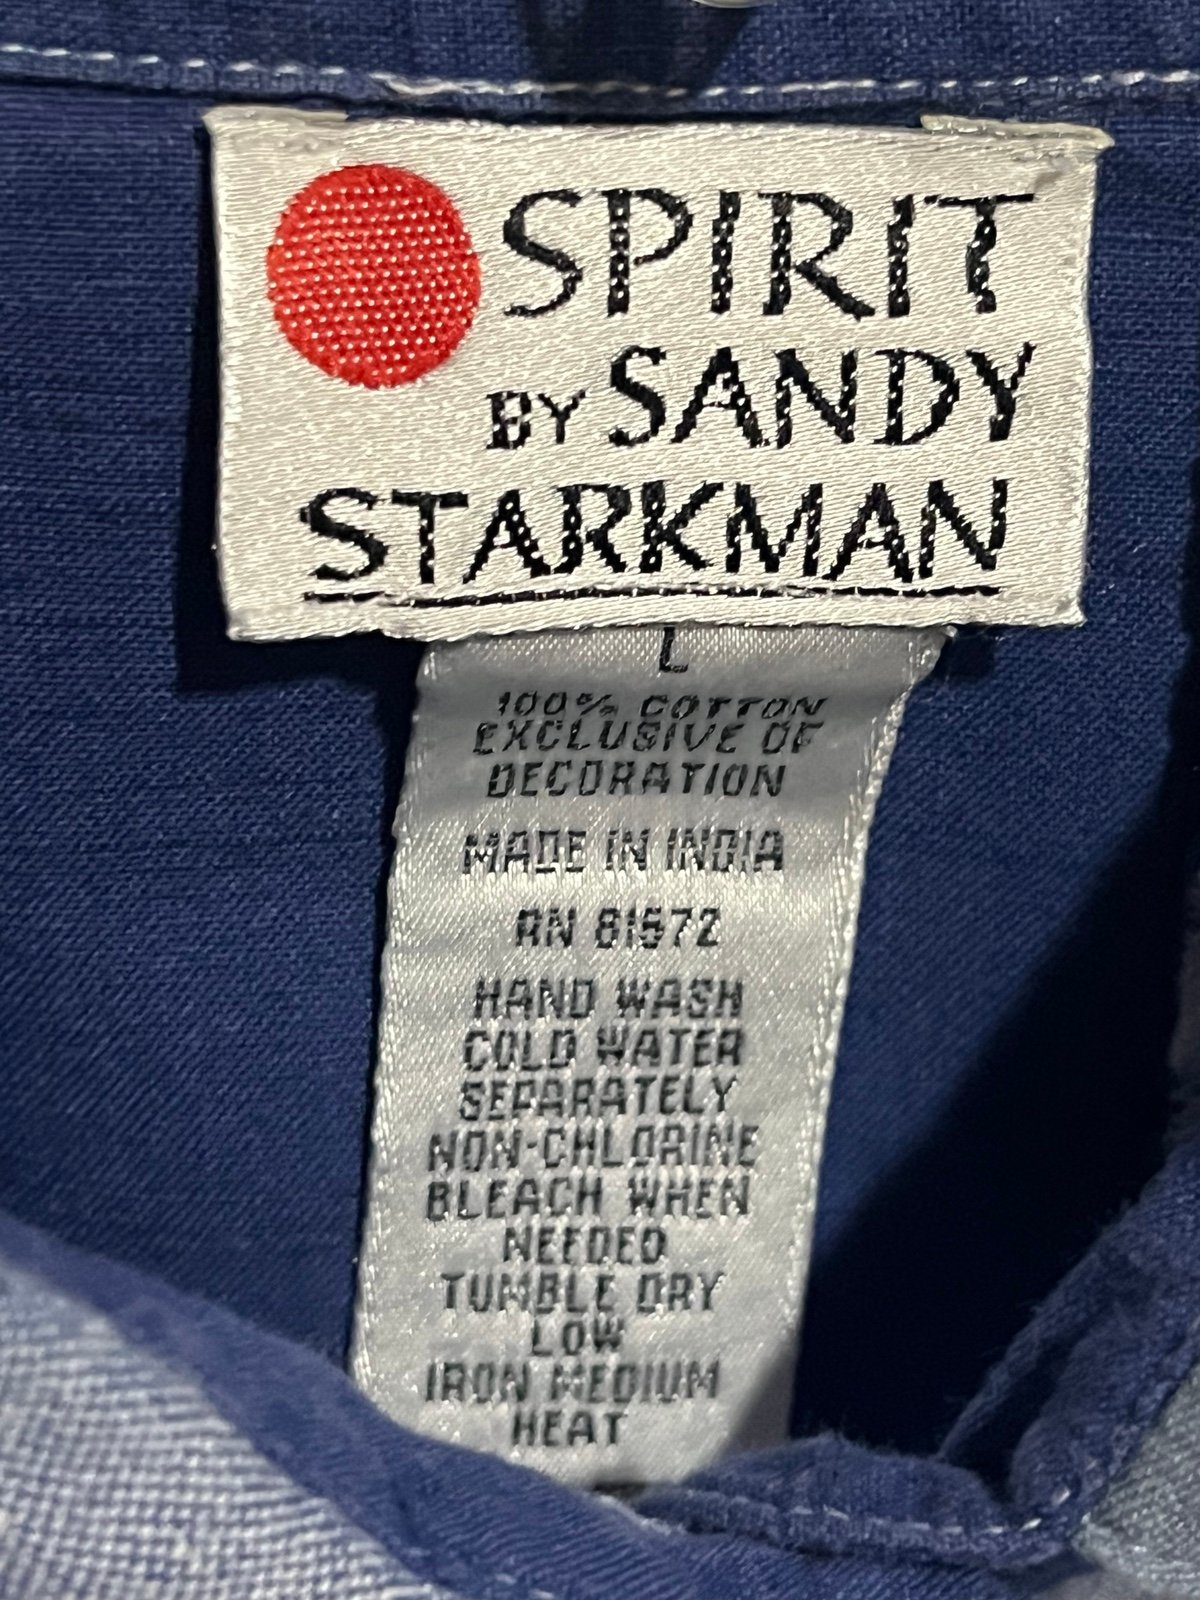 SPIRIT
BY SANDY
STARKMAN
L
100% COTTON
EXCLUSIVE OF
DECORATION
MADE IN INDIA
RN 81672
HAND WASH
COLD WATER
SEPARATELY
NON-CHLORINE
BLEACH WHEN
NEEDED
TUMBLE DRY
LOW
IRON MEDIUM
HEAT